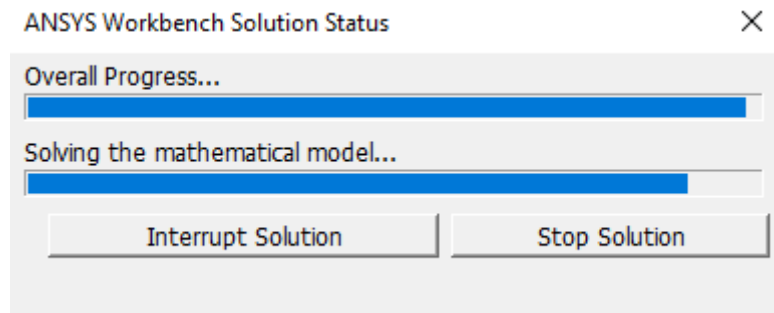 ANSYS Workbench Solution Status
Overall Progress...
Solving the mathematical model...
Interrupt Solution
Stop Solution